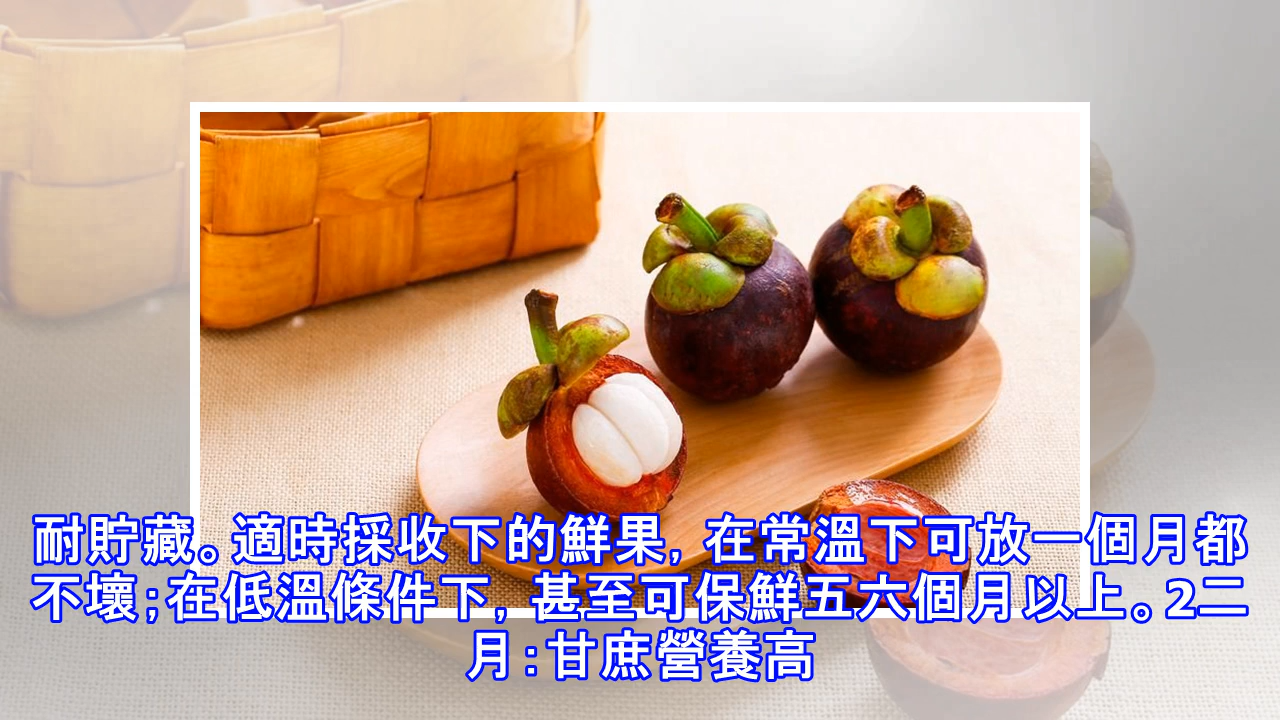 耐貯藏。適時採收下的鮮果,在常溫下可放一個月都
不壞;在低溫條件下,甚至可保鮮五六個月以上。2二
月:甘庶營養高